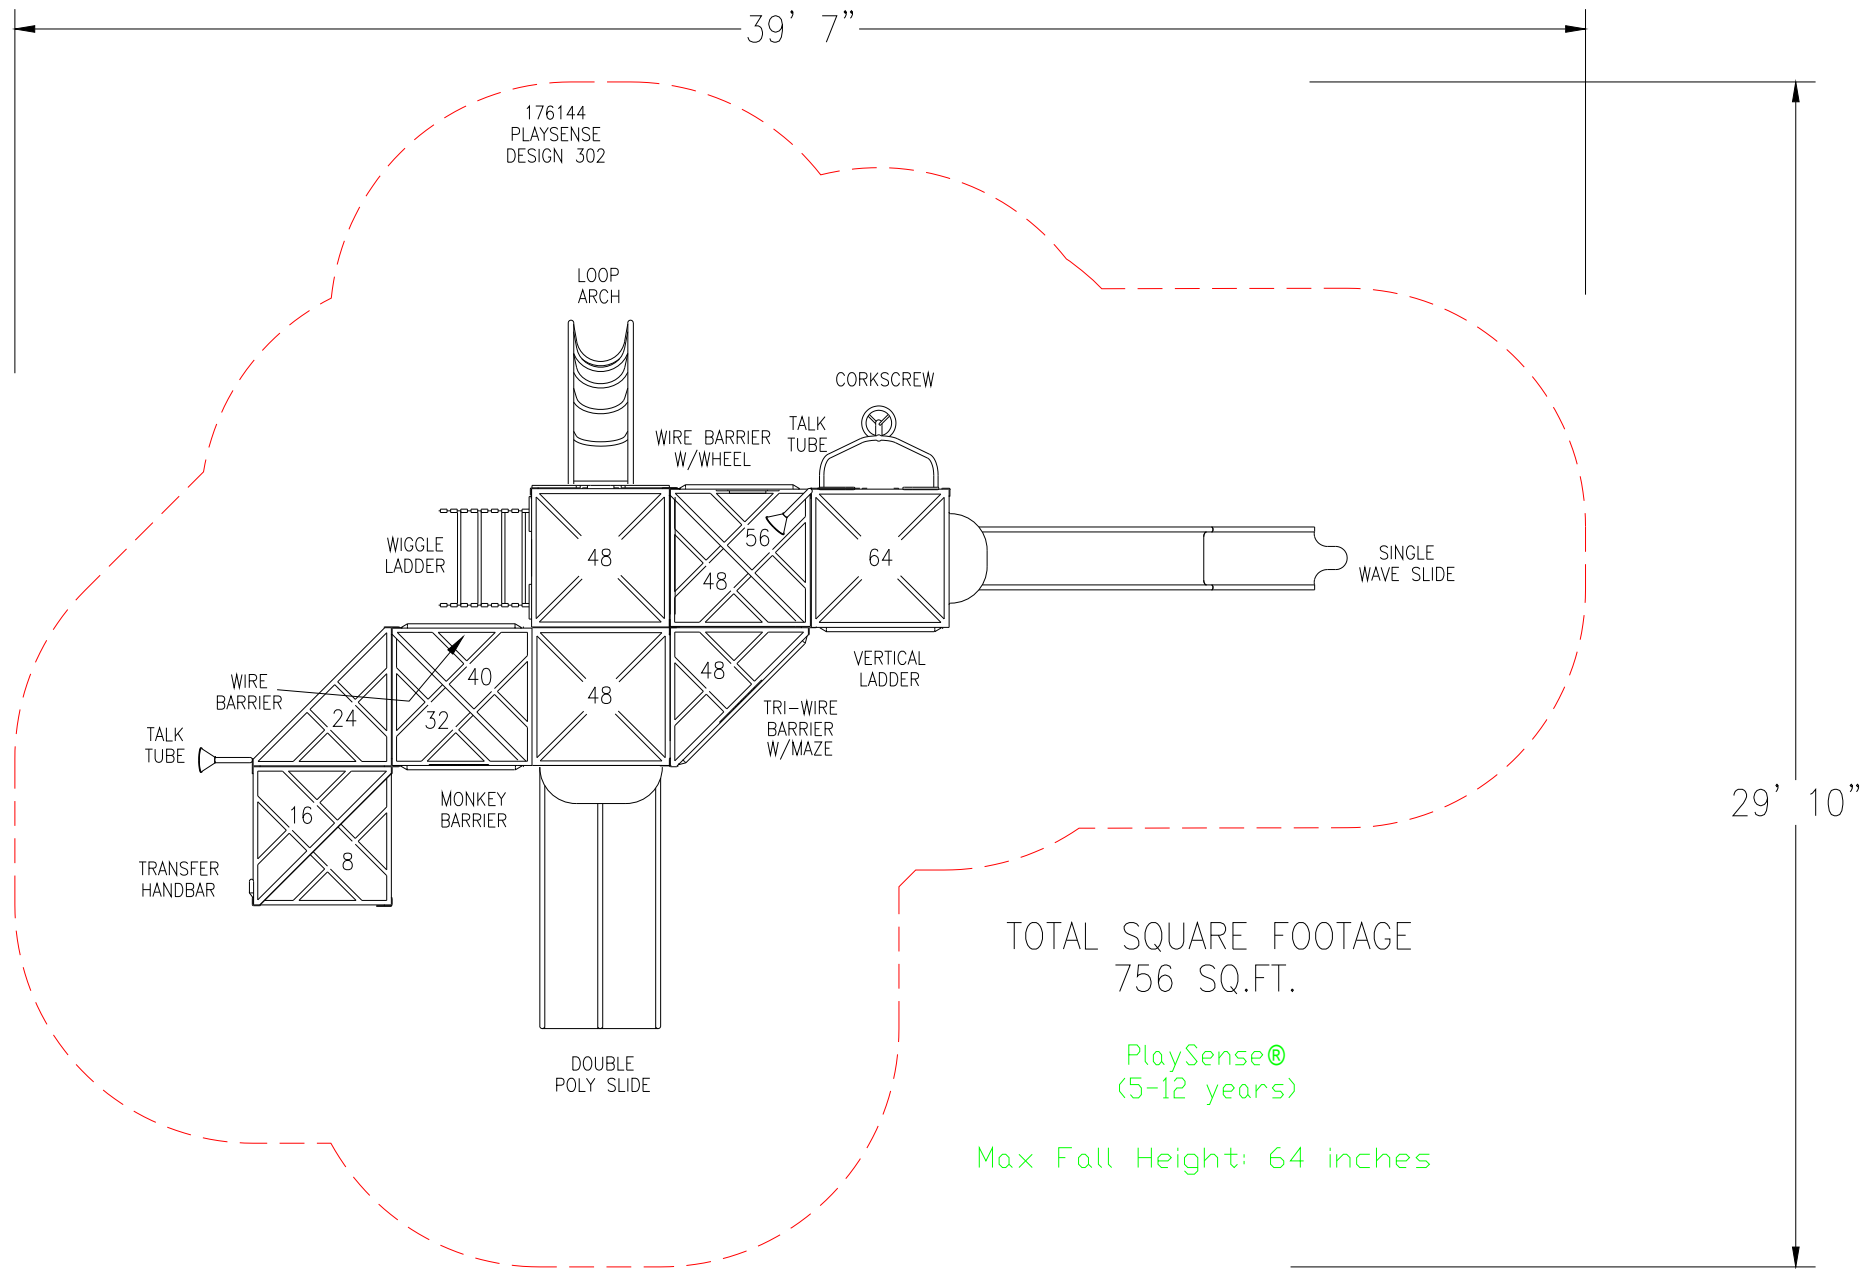 39' 7"
176144
PLAYSENSE
DESIGN 302
LOOP
ARCH
CORKSCREW
TALK
TUBE
WIRE BARRIER
W/WHEEL
WIGGLE
LADDER
48
56
48
64
SINGLE
WAVE SLIDE
VERTICAL
LADDER
WIRE
BARRIER
40
32
24
48
48
TRI-WIRE
BARRIER
W/MAZE
TALK
TUBE
MONKEY
BARRIER
16
8
TRANSFER
HANDBAR
29' 10"
DOUBLE
POLY SLIDE
TOTAL SQUARE FOOTAGE
756 SQ.FT.
PlaySense®
(5-12 years)
Max Fall Height: 64 inches